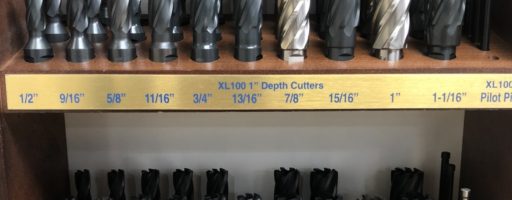 XL100 1" Depth Cutters
1/2" 9/16" 5/8" 11/16" 3/4" 13/16" 7/8" 15/16" 1" 1-1/16"
XL100
Pilot